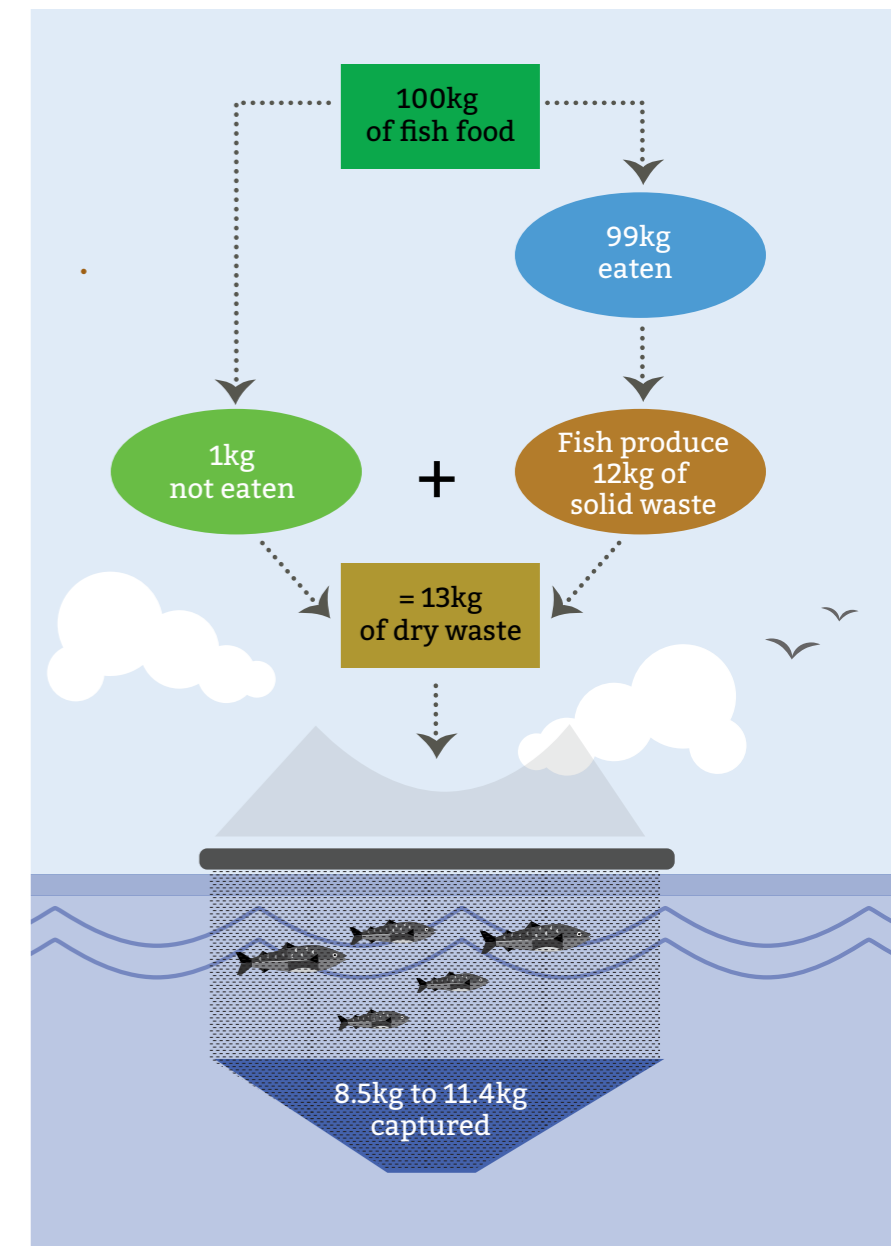 100kg
of fish food
99kg
eaten
1kg
not eaten
+
Fish produce
12kg of
solid waste
= 13kg
of dry waste
8.5kg to 11.4kg
captured